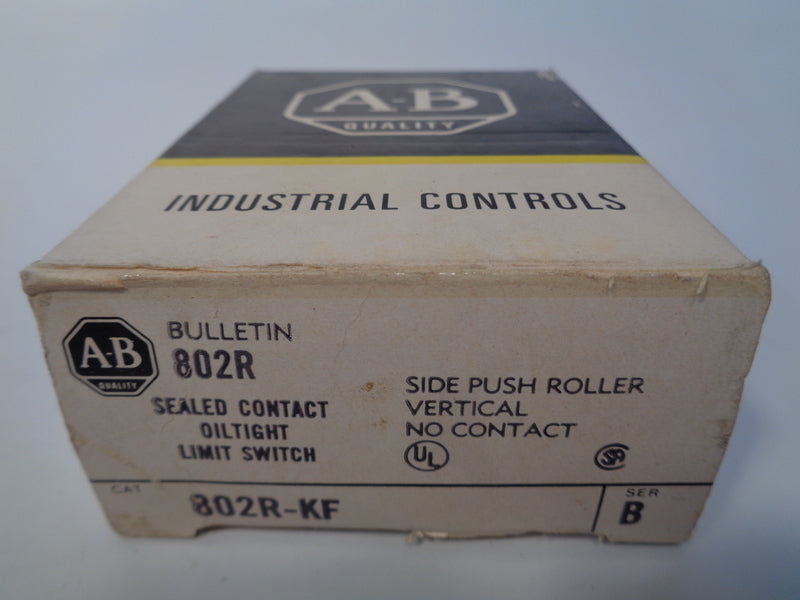 A-B
QUALITY
INDUSTRIAL CONTROLS
A-B
QUALITY
BULLETIN
802R
SEALED CONTACT
OILTIGHT
LIMIT SWITCH
SIDE PUSH ROLLER
VERTICAL
NO CONTACT
UL
SA
CAT
802R-KF
SER
B